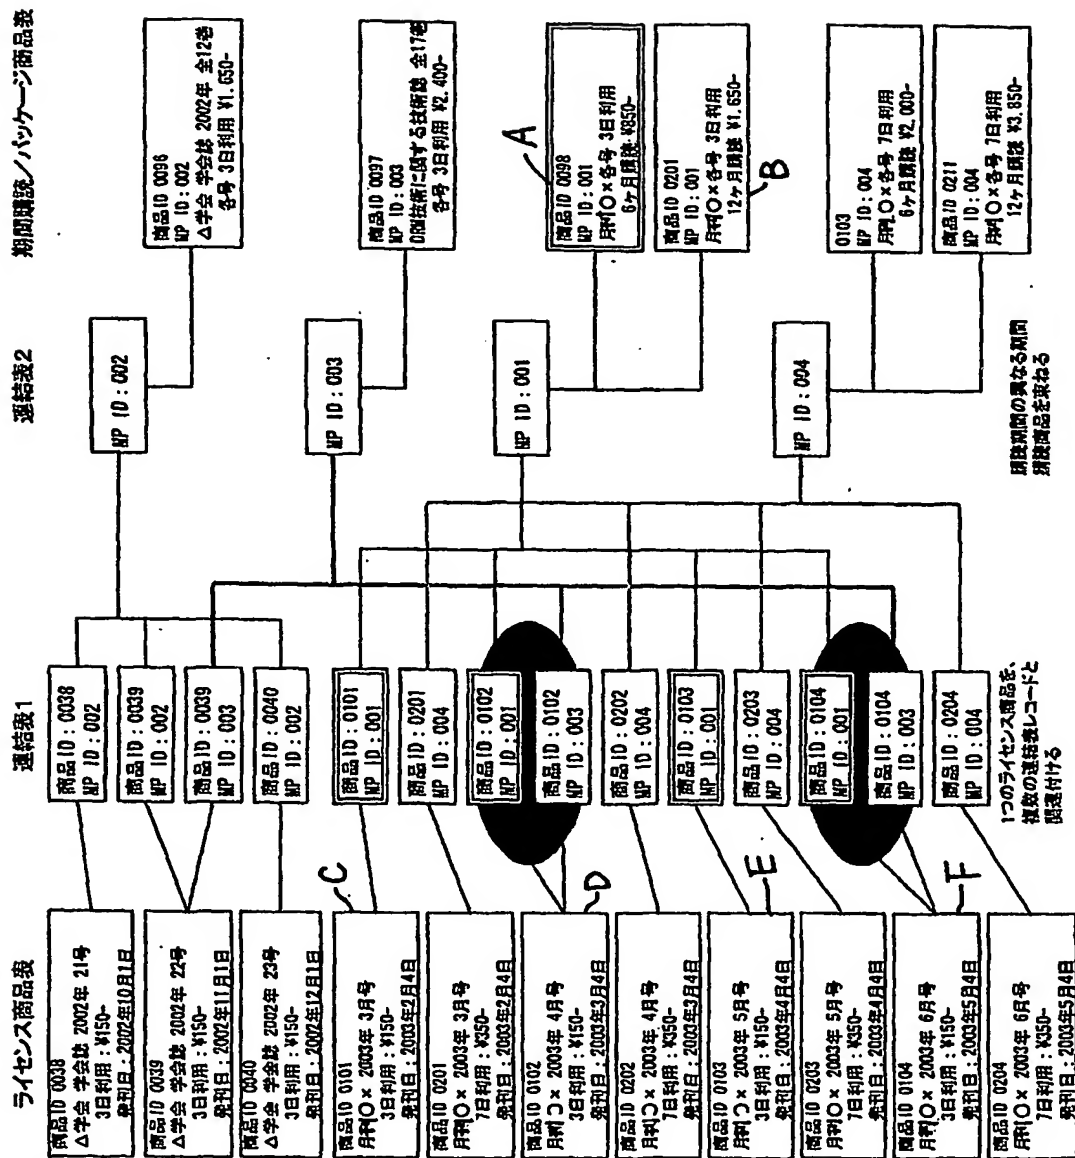 ライセンス商品表
商品ID 0038
△学会 学会誌 2002年 21号
3日利用：¥150-
発刊日：2002年10月1日
商品ID 0039
△学会 学会誌 2002年 22号
3日利用：¥150-
発刊日：2002年11月1日
商品ID 0040
△学会 学会誌 2002年 23号
3日利用：¥150-
発刊日：2002年12月1日
商品ID 0101
月刊○× 2003年 3月号
3日利用：¥150-
発刊日：2003年2月4日
C
商品ID 0201
月刊○× 2003年 3月号
7日利用：¥350-
発刊日：2003年2月4日
商品ID 0102
月刊○× 2003年 4月号
3日利用：¥150-
発刊日：2003年3月4日
D
商品ID 0202
月刊○× 2003年 4月号
7日利用：¥350-
発刊日：2003年3月4日
商品ID 0103
月刊○× 2003年 5月号
3日利用：¥150-
発刊日：2003年4月4日
E
商品ID 0203
月刊○× 2003年 5月号
7日利用：¥350-
発刊日：2003年4月4日
商品ID 0104
月刊○× 2003年 6月号
3日利用：¥150-
発刊日：2003年5月4日
F
商品ID 0204
月刊○× 2003年 6月号
7日利用：¥350-
発刊日：2003年5月4日
連結表1
商品ID：0038
MP ID：002
商品ID：0039
MP ID：002
商品ID：0039
MP ID：003
商品ID：0040
MP ID：002
商品ID：0101
MP ID：001
商品ID：0201
MP ID：004
商品ID：0102
MP ID：001
商品ID：0102
MP ID：003
商品ID：0202
MP ID：004
商品ID：0103
MP ID：001
商品ID：0203
MP ID：004
商品ID：0104
MP ID：001
商品ID：0104
MP ID：003
商品ID：0204
MP ID：004
1つのライセンス商品を、
複数の連結表レコードと
関連付ける
連結表2
MP ID：002
MP ID：003
MP ID：001
MP ID：004
購読期間の異なる期間
購読商品を束ねる
期間購読／パッケージ商品表
商品ID 0096
MP ID：002
△学会 学会誌 2002年 全12巻
各号 3日利用 ¥1,650-
商品ID 0097
MP ID：003
技術に関する技術誌 全17巻
各号 3日利用 ¥2,400-
商品ID 0098
MP ID：001
月刊○×各号 3日利用
6ヶ月購読 ¥850-
A
商品ID 0201
MP ID：001
月刊○×各号 3日利用
12ヶ月購読 ¥1,650-
B
0103
MP ID：004
月刊○×各号 7日利用
6ヶ月購読 ¥2,000-
商品ID 0211
MP ID：004
月刊○×各号 7日利用
12ヶ月購読 ¥3,850-